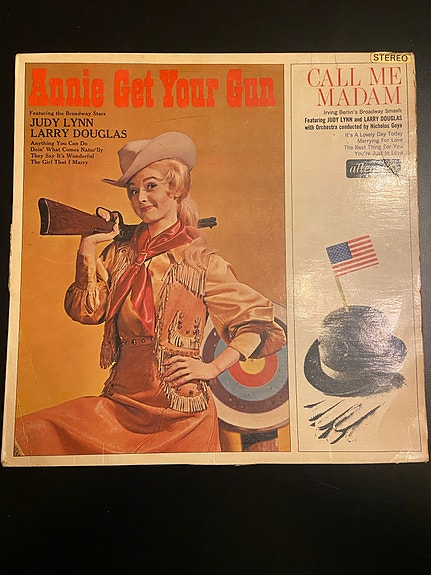 STEREO
Annie Get Your Gun
Featuring the Broadway Stars
JUDY LYNN
LARRY DOUGLAS
Anything You Can Do
Doin' What Comes Natur'lly
They Say It's Wonderful
The Girl That I Marry
CALL ME
MADAM
Irving Berlin's Broadway Smash
Featuring JUDY LYNN and LARRY DOUGLAS
with Orchestra conducted by Nicholas Goya
It's A Lovely Day Today
Marrying For Love
The Best Thing For You
You're Just In Love